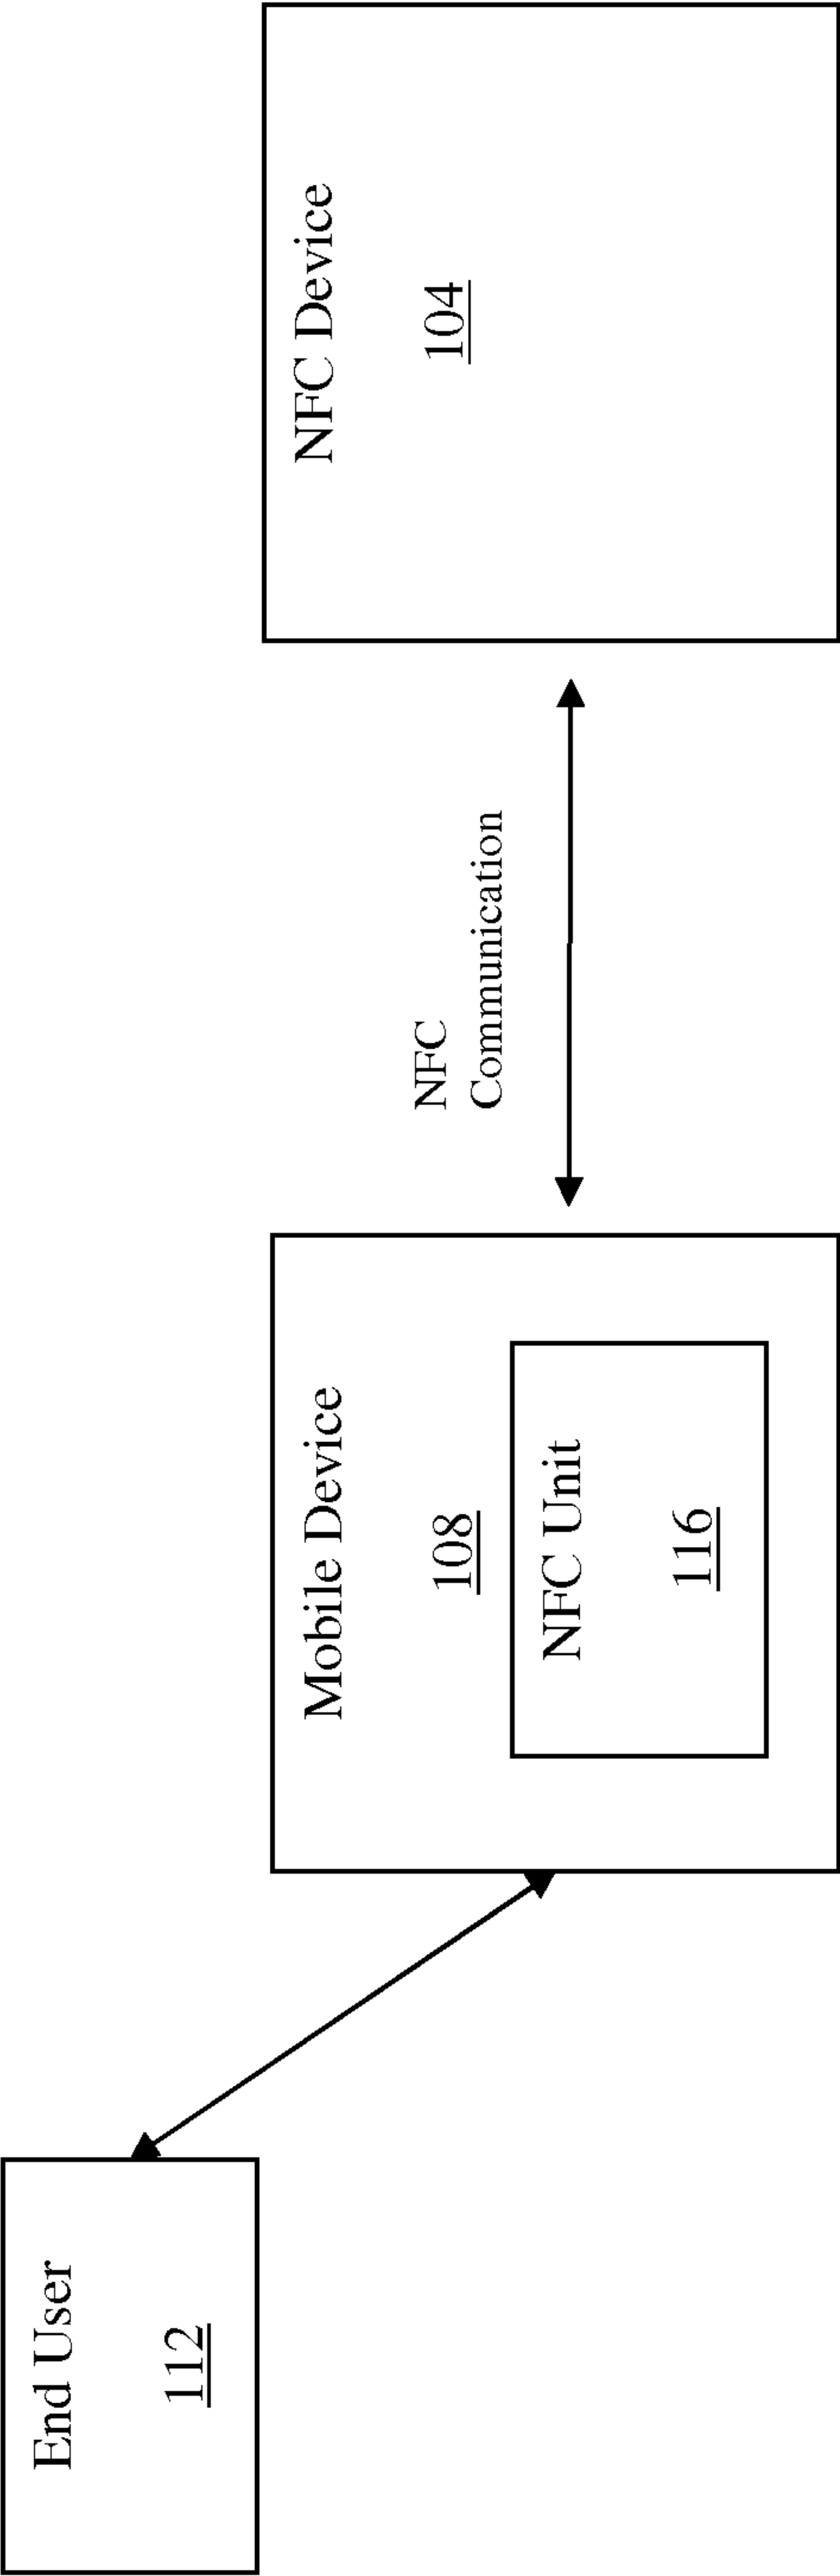 End User
112
Mobile Device
108
NFC Unit
116
NFC
Communication
NFC Device
104